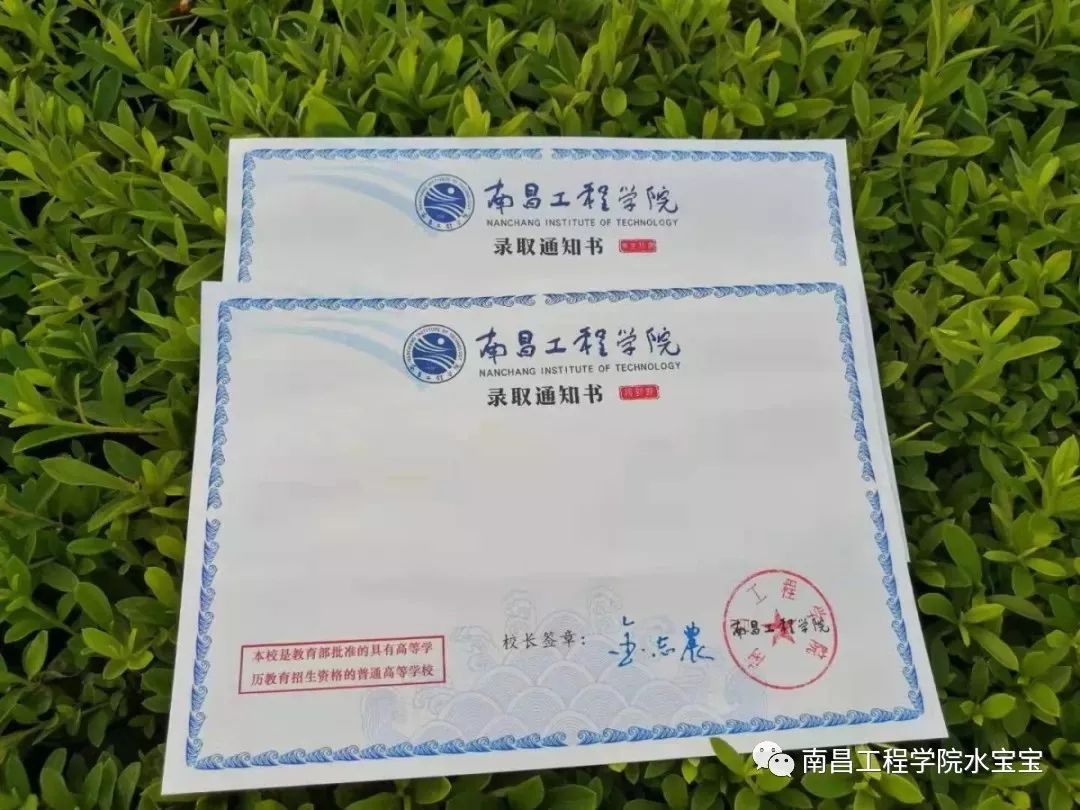 南昌工程学院
NANCHANG INSTITUTE OF TECHNOLOGY
录取通知书
南昌工程学院
NANCHANG INSTITUTE OF TECHNOLOGY
录取通知书
本校是教育部批准的具有高等学
历教育招生资格的普通高等学校
校长签章：金志農
南昌工程学院
南昌工程学院水宝宝